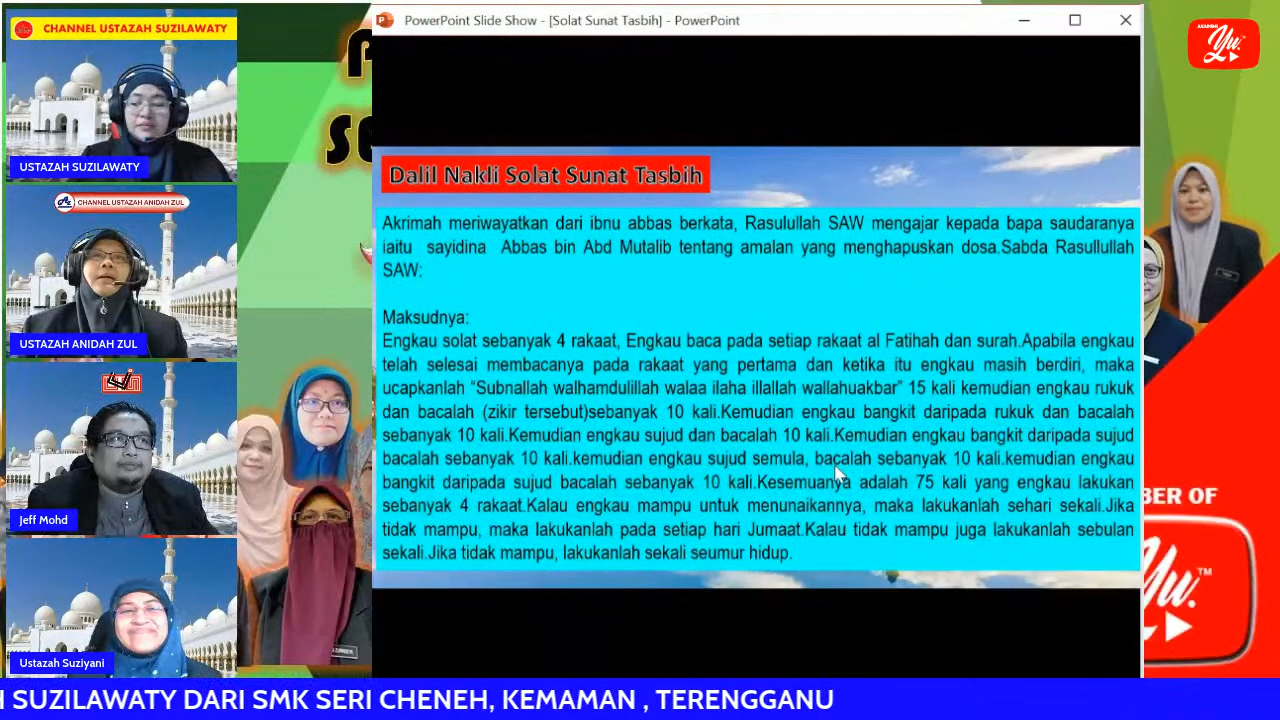 CHANNEL USTAZAH SUZILAWATY
USTAZAH SUZILAWATY
CHANNEL USTAZAH ANIDAH ZUL
USTAZAH ANIDAH ZUL
Jeff Mohd
Ustazah Suziyani
PowerPoint Slide Show - [Solat Sunat Tasbih] - PowerPoint
Dalil Nakli Solat Sunat Tasbih
Akrimah meriwayatkan dari ibnu abbas berkata, Rasulullah SAW mengajar kepada bapa saudaranya
iaitu sayidina Abbas bin Abd Mutalib tentang amalan yang menghapuskan dosa.Sabda Rasullullah
SAW:
Maksudnya:
Engkau solat sebanyak 4 rakaat, Engkau baca pada setiap rakaat al Fatihah dan surah.Apabila engkau
telah selesai membacanya pada rakaat yang pertama dan ketika itu engkau masih berdiri, maka
ucapkanlah “Subnallah walhamdulillah walaa ilaha illallah wallahuakbar” 15 kali kemudian engkau rukuk
dan bacalah (zikir tersebut)sebanyak 10 kali.Kemudian engkau bangkit daripada rukuk dan bacalah
sebanyak 10 kali.Kemudian engkau sujud dan bacalah 10 kali.Kemudian engkau bangkit daripada sujud
bacalah sebanyak 10 kali.kemudian engkau sujud semula, bacalah sebanyak 10 kali.kemudian engkau
bangkit daripada sujud bacalah sebanyak 10 kali.Kesemuanya adalah 75 kali yang engkau lakukan
sebanyak 4 rakaat.Kalau engkau mampu untuk menunaikannya, maka lakukanlah sehari sekali.Jika
tidak mampu, maka lakukanlah pada setiap hari Jumaat.Kalau tidak mampu juga lakukanlah sebulan
sekali.Jika tidak mampu, lakukanlah sekali seumur hidup.
AKADEMI
Yu.
BER OF
Yu.
TM
H SUZILAWATY DARI SMK SERI CHENEH, KEMAMAN , TERENGGANU